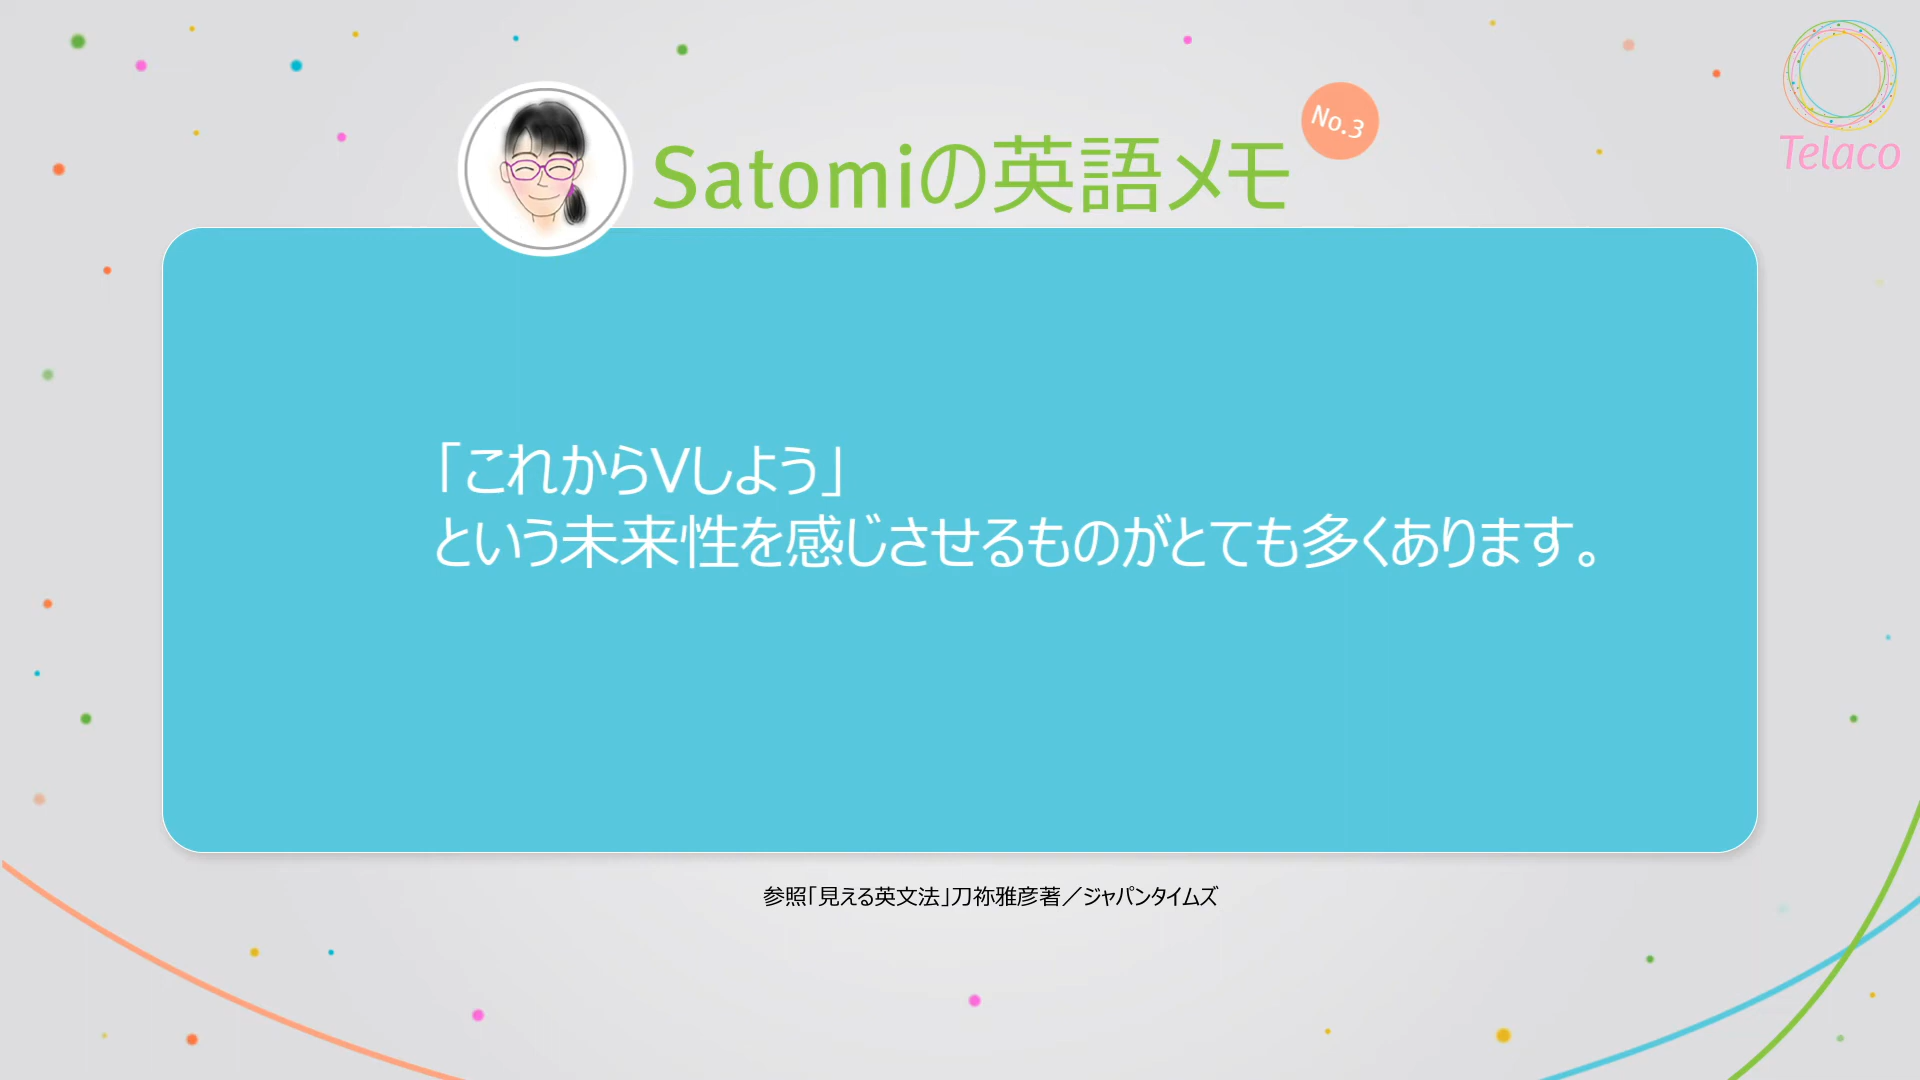 Satomiの英語メモ
No.3
Telaco
「これからVしよう」
という未来性を感じさせるものがとても多くあります。
参照「見える英文法」刀祢雅彦著／ジャパンタイムズ